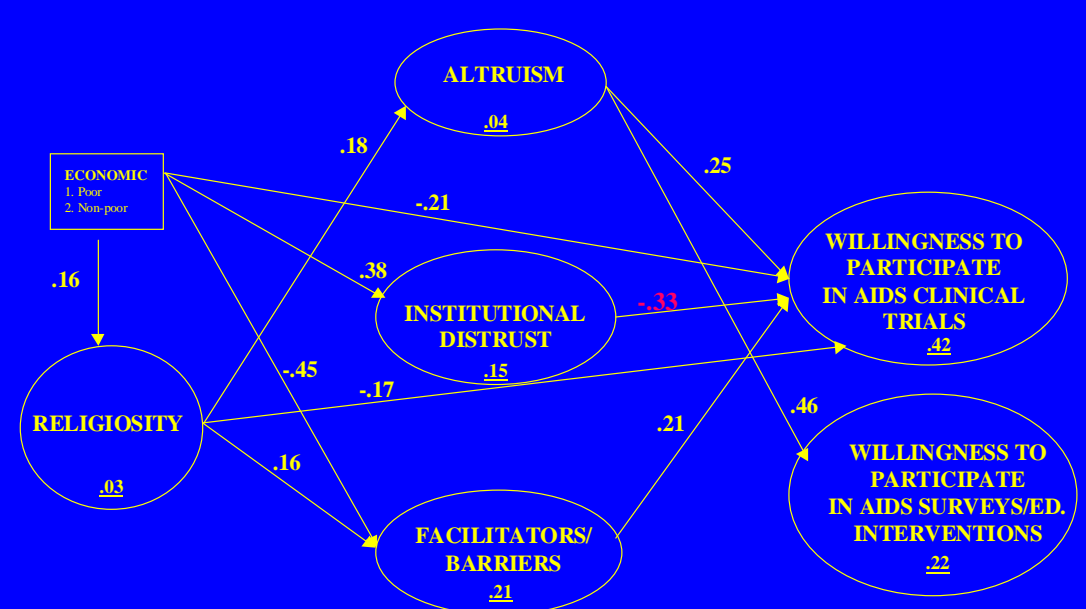 ALTRUISM
.04
.18
.25
ECONOMIC
1. Poor
2. Non-poor
-.21
.16
.38
WILLINGNESS TO
PARTICIPATE
IN AIDS CLINICAL
TRIALS
.42
INSTITUTIONAL
DISTRUST
.15
-.33
-.45
-.17
RELIGIOSITY
.03
.16
.21
.46
FACILITATORS/
BARRIERS
.21
WILLINGNESS TO
PARTICIPATE
IN AIDS SURVEYS/ED.
INTERVENTIONS
.22